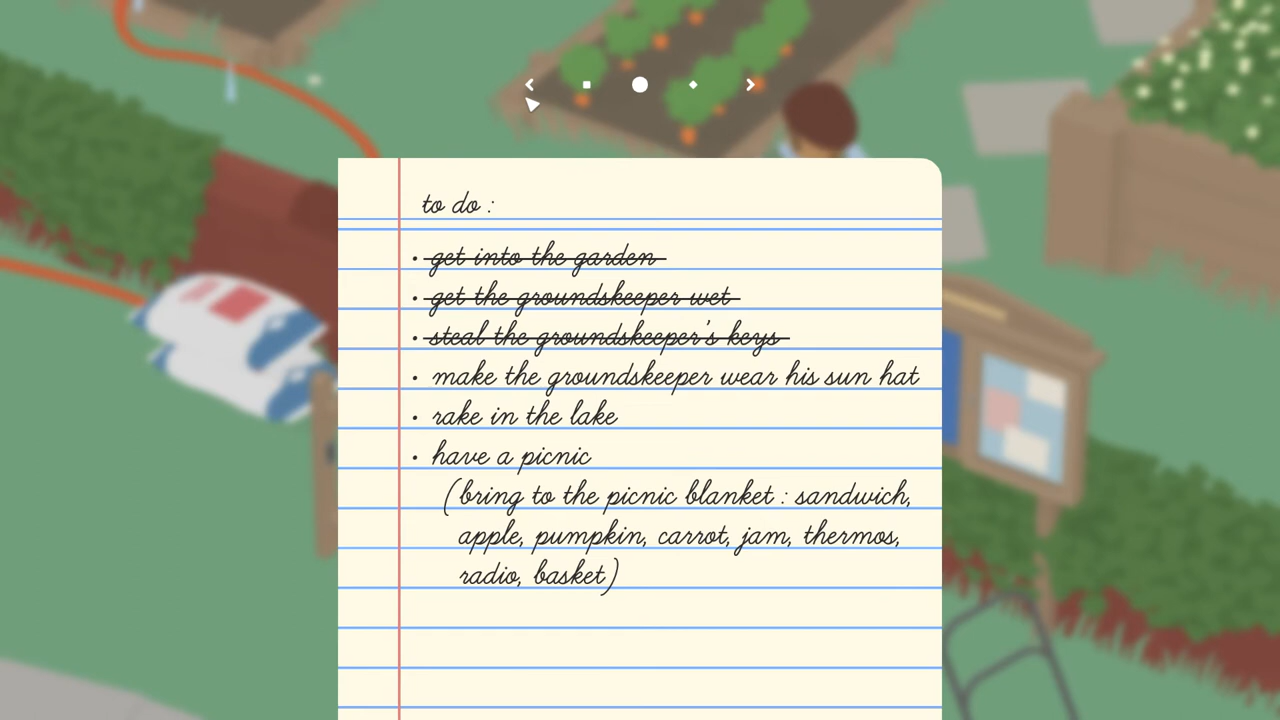 to do :
• get into the garden
• get the groundskeeper wet
• steal the groundskeeper's keys
• make the groundskeeper wear his sun hat
• rake in the lake
• have a picnic
(bring to the picnic blanket : sandwich,
apple, pumpkin, carrot, jam, thermos,
radio, basket)